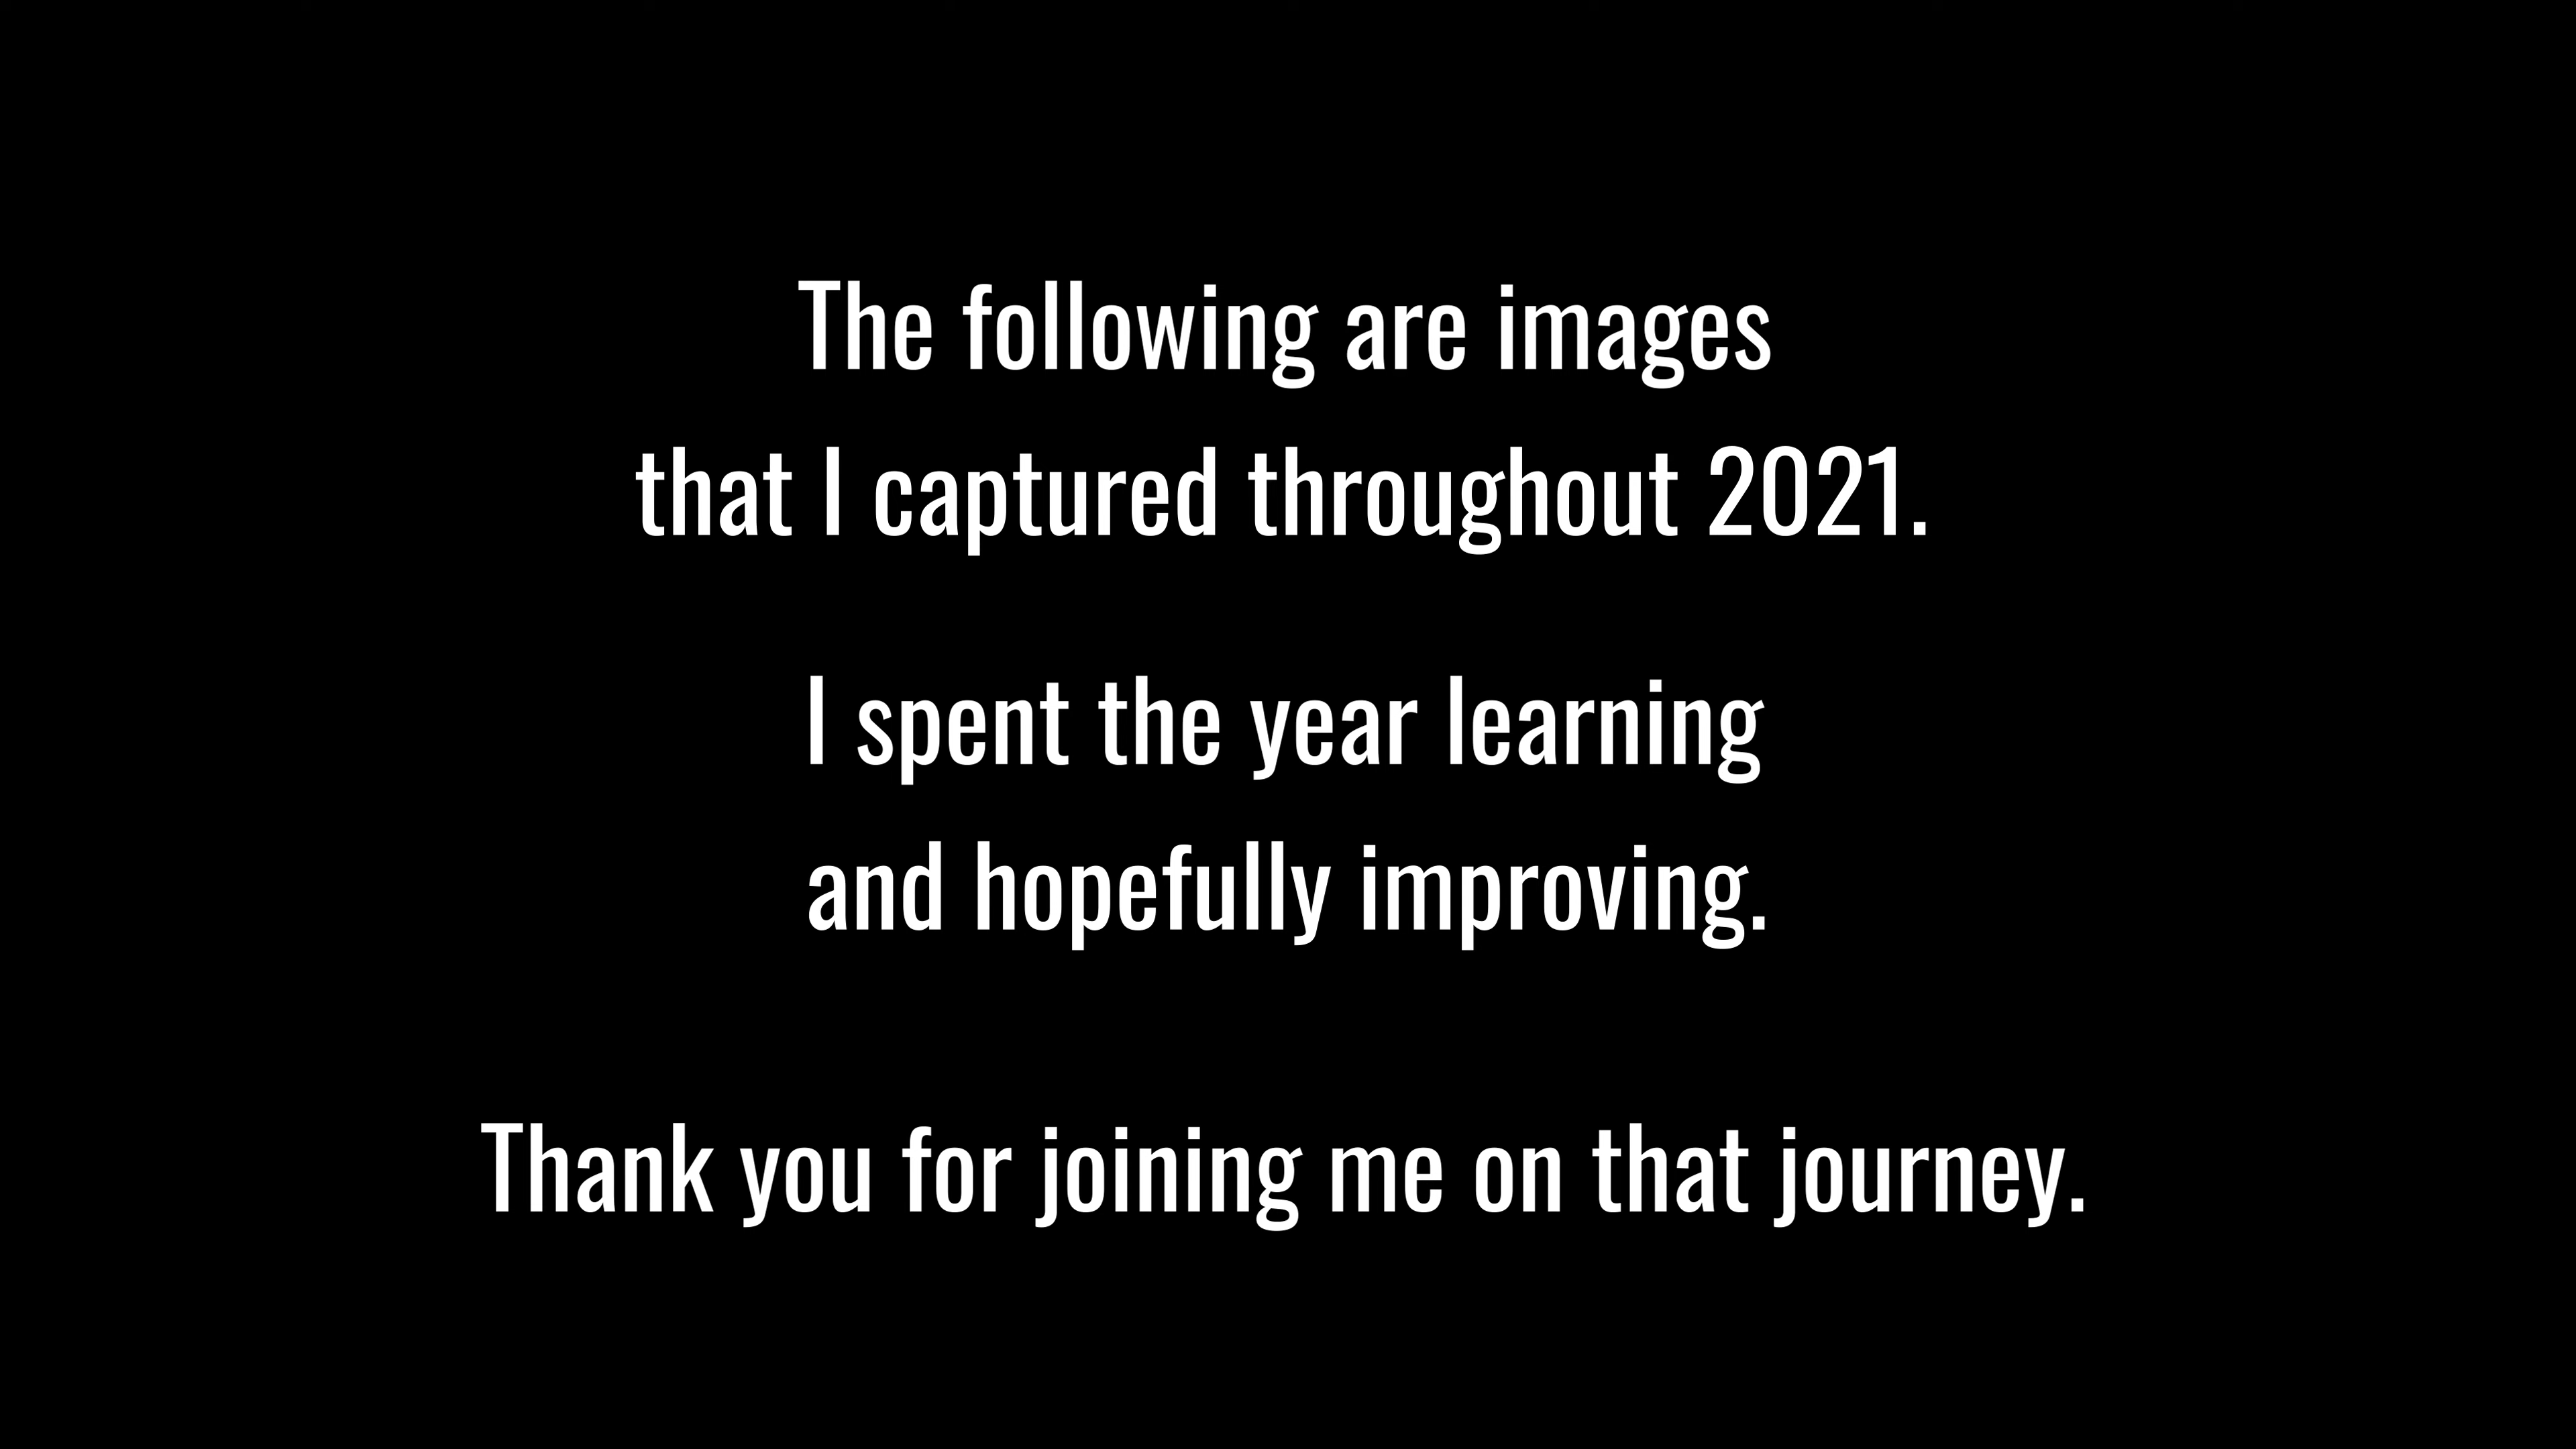 The following are images
that I captured throughout 2021.
I spent the year learning
and hopefully improving.
Thank you for joining me on that journey.